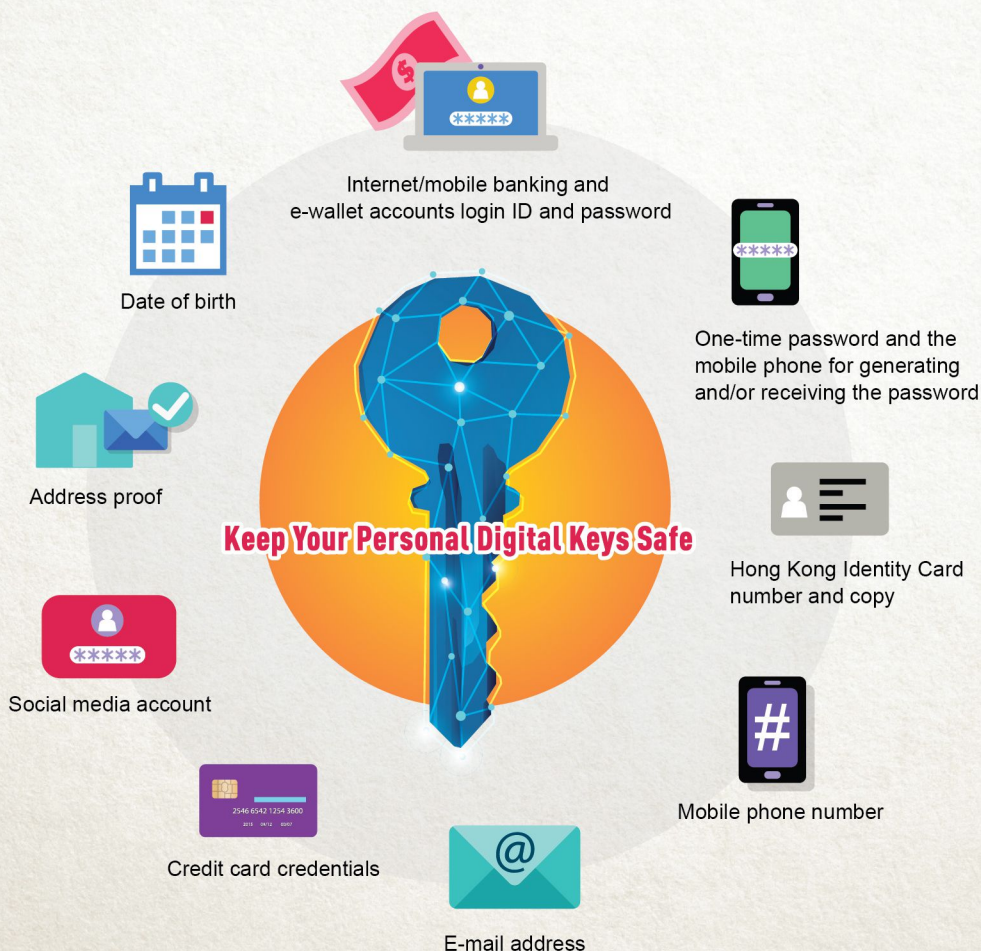 $
*****
Internet/mobile banking and
e-wallet accounts login ID and password
*****
One-time password and the
mobile phone for generating
and/or receiving the password
Hong Kong Identity Card
number and copy
#
Mobile phone number
@
E-mail address
2546 6542 1254 3600
Credit card credentials
*****
Social media account
Address proof
Date of birth
Keep Your Personal Digital Keys Safe